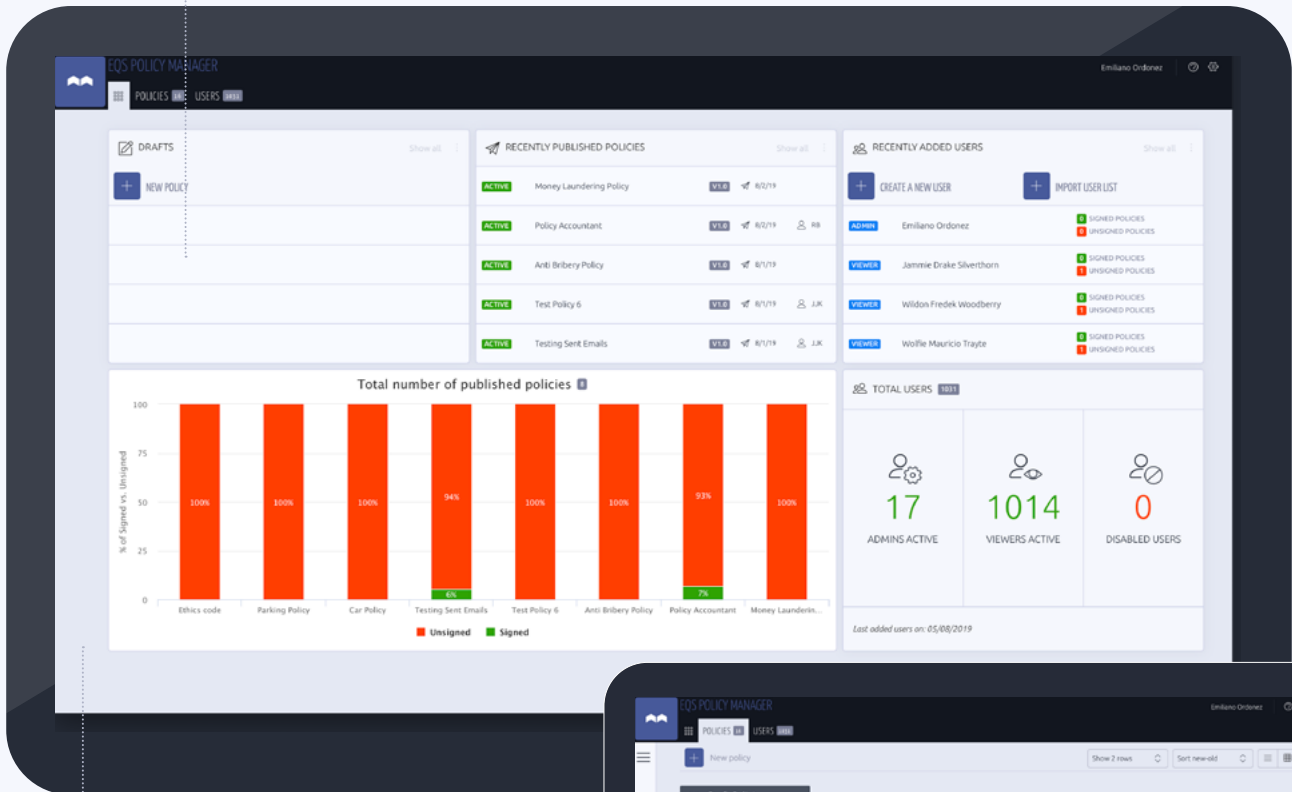 EQS POLICY MANAGER
Emiliano Ordonez
POLICIES
USERS 1031
DRAFTS
Show all
NEW POLICY
RECENTLY PUBLISHED POLICIES
Show all
ACTIVE Money Laundering Policy V1.0 8/2/19
ACTIVE Policy Accountant V1.0 8/2/19 RB
ACTIVE Anti Bribery Policy V1.0 8/1/19
ACTIVE Test Policy 6 V1.0 8/1/19 JJK
ACTIVE Testing Sent Emails V1.0 8/1/19 JJK
RECENTLY ADDED USERS
Show all
CREATE A NEW USER
IMPORT USER LIST
ADMIN Emiliano Ordonez
0 SIGNED POLICIES
0 UNSIGNED POLICIES
VIEWER Jammie Drake Silverthorn
0 SIGNED POLICIES
1 UNSIGNED POLICIES
VIEWER Wildon Fredek Woodberry
0 SIGNED POLICIES
1 UNSIGNED POLICIES
VIEWER Wolfie Mauricio Trayte
0 SIGNED POLICIES
1 UNSIGNED POLICIES
Total number of published policies 8
% of Signed vs. Unsigned
100
75
50
25
0
100% 100% 100% 94% 100% 100% 93% 100%
6% 7%
Ethics code Parking Policy Car Policy Testing Sent Emails Test Policy 6 Anti Bribery Policy Policy Accountant Money Launderin...
Unsigned Signed
TOTAL USERS 1031
17
ADMINS ACTIVE
1014
VIEWERS ACTIVE
0
DISABLED USERS
Last added users on: 05/08/2019
EQS POLICY MANAGER
Emiliano Ordonez
POLICIES
USERS
New policy
Show 2 rows
Sort new-old